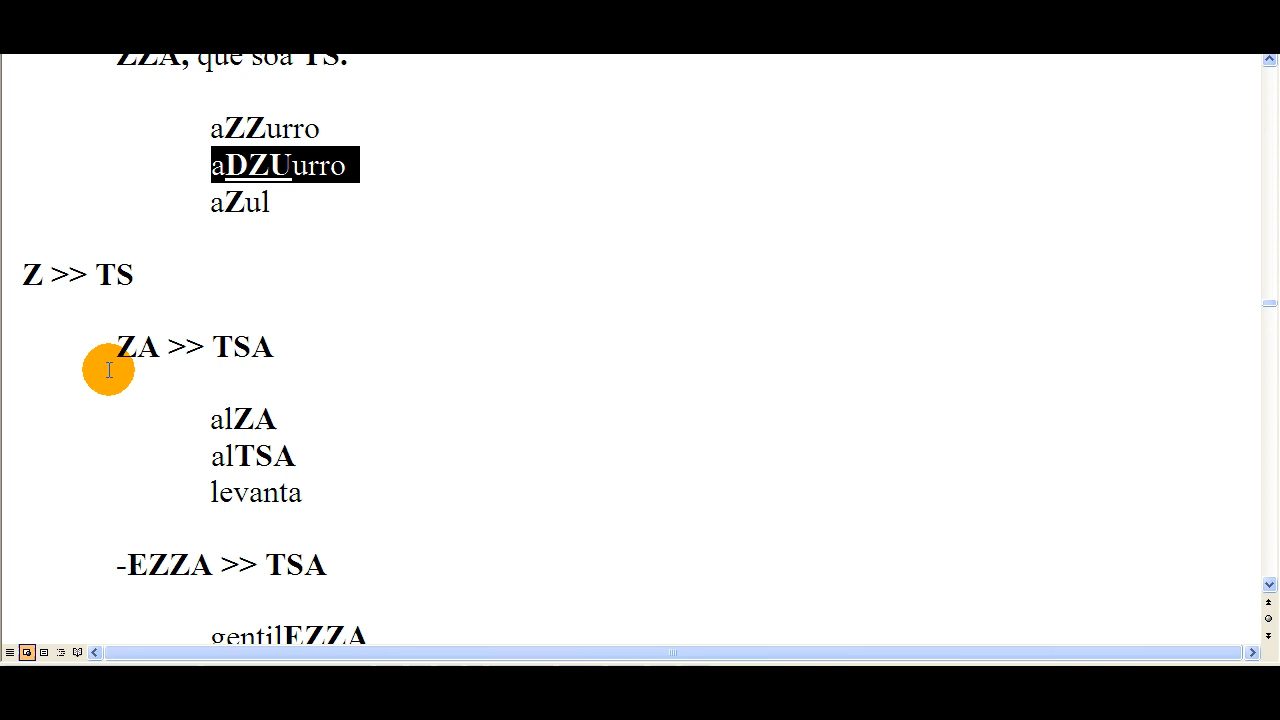 ZZA, que soa TS.
aZZurro
aDZUurro
aZul
Z >> TS
ZA >> TSA
alZA
alTSA
levanta
-EZZA >> TSA
gentilEZZA